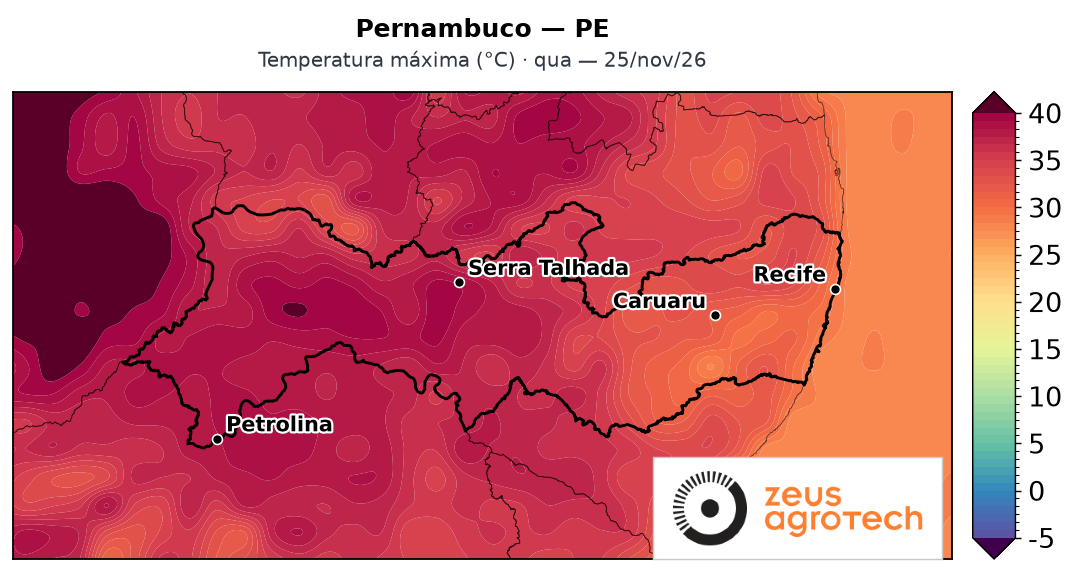 Pernambuco — PE
Temperatura máxima (°C) · qua — 25/nov/26
40
35
30
25
20
15
10
5
0
-5
Serra Talhada
Recife
Caruaru
Petrolina
zeus
agrotech